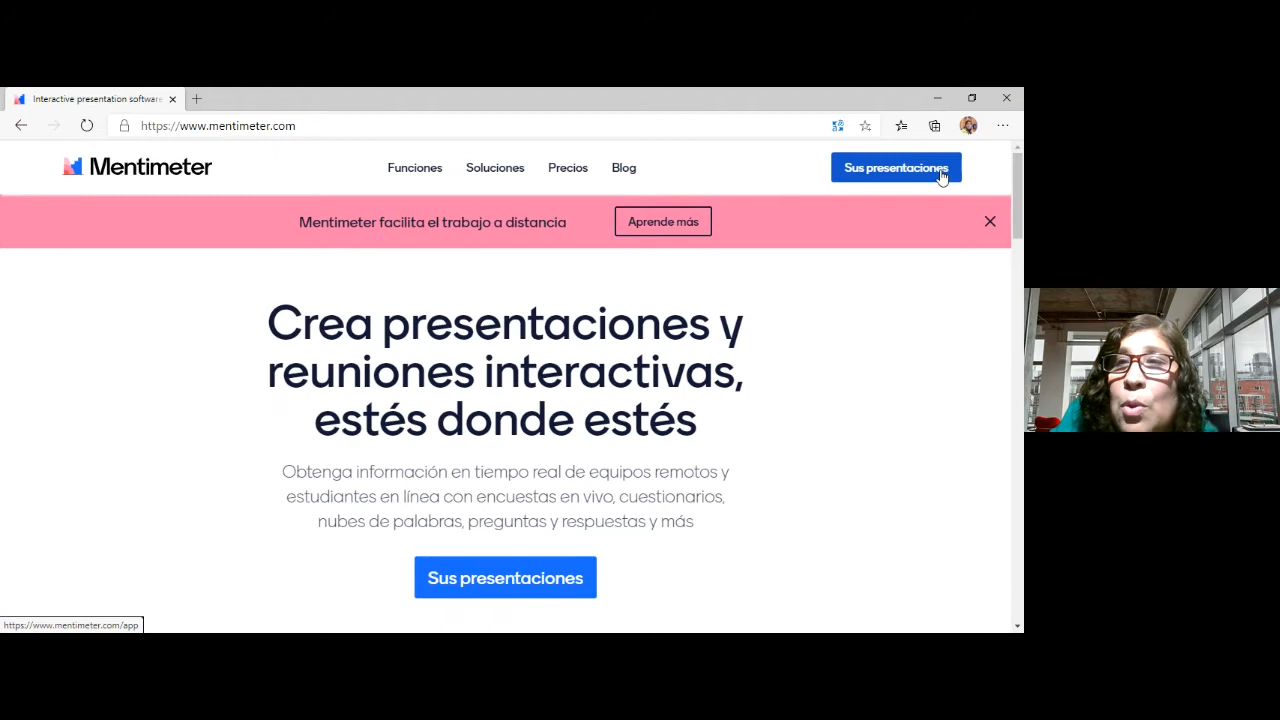 Interactive presentation software
https://www.mentimeter.com
Mentimeter
Funciones
Soluciones
Precios
Blog
Sus presentaciones
Mentimeter facilita el trabajo a distancia
Aprende más
Crea presentaciones y
reuniones interactivas,
estés donde estés
Obtenga información en tiempo real de equipos remotos y
estudiantes en línea con encuestas en vivo, cuestionarios,
nubes de palabras, preguntas y respuestas y más
Sus presentaciones
https://www.mentimeter.com/app